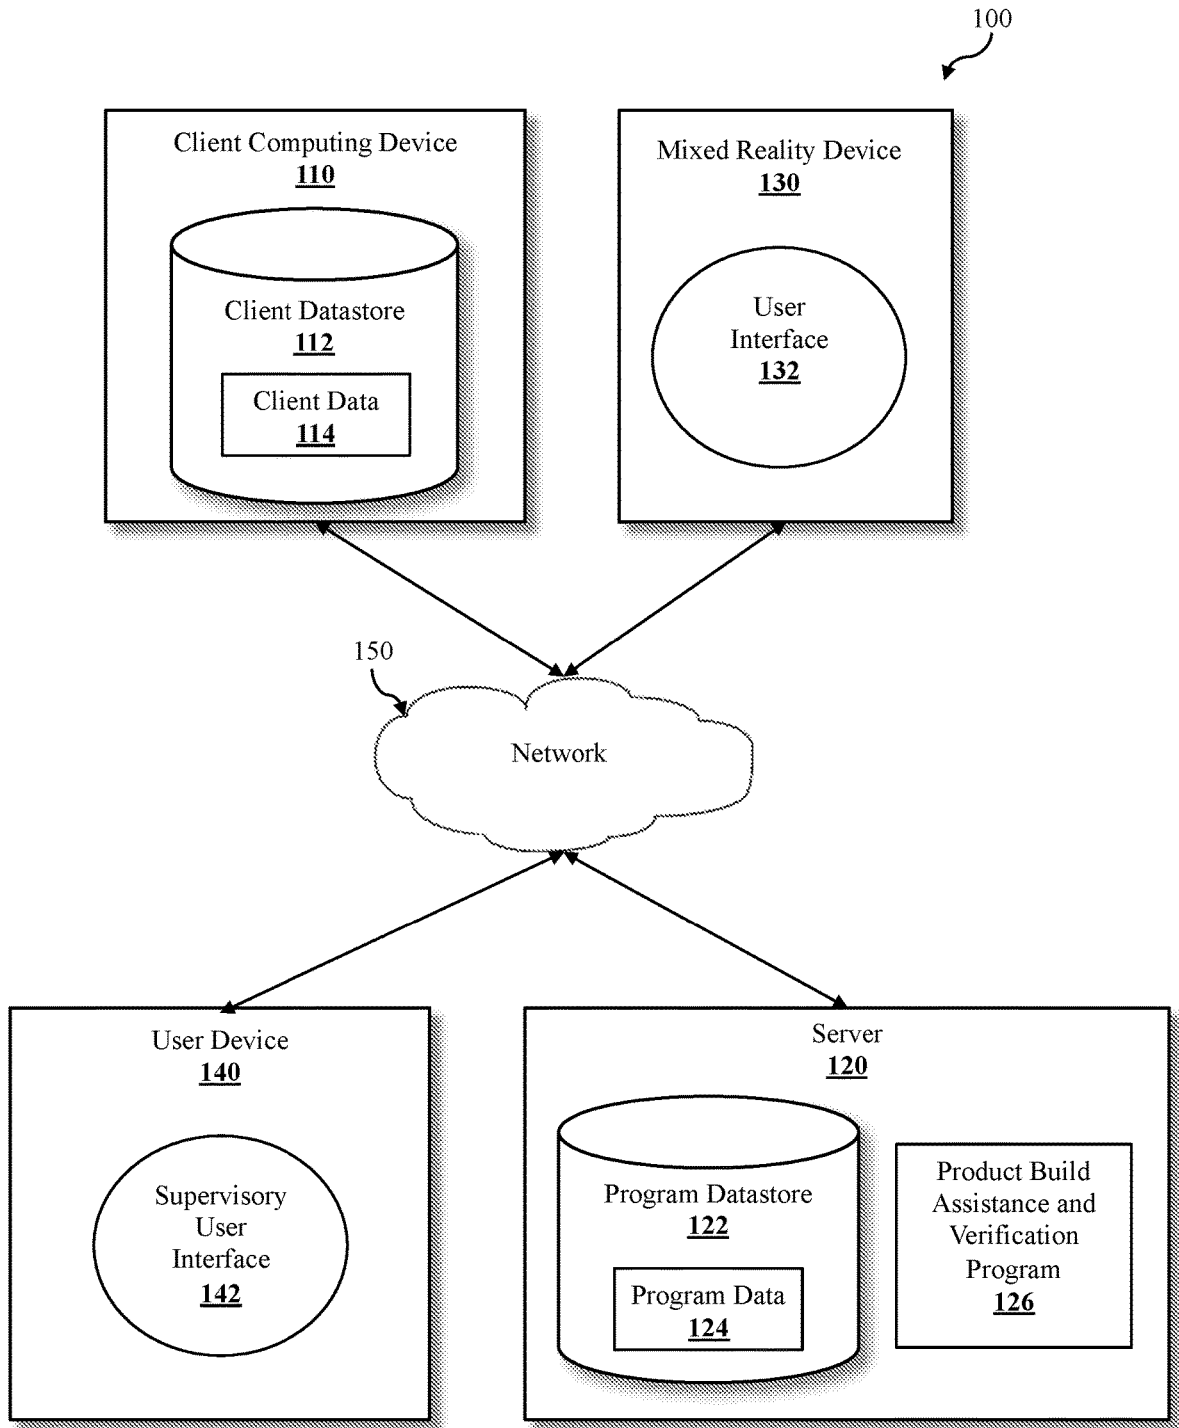 100
Client Computing Device
110
Client Datastore
112
Client Data
114
Mixed Reality Device
130
User
Interface
132
150
Network
User Device
140
Supervisory
User
Interface
142
Server
120
Program Datastore
122
Program Data
124
Product Build
Assistance and
Verification
Program
126